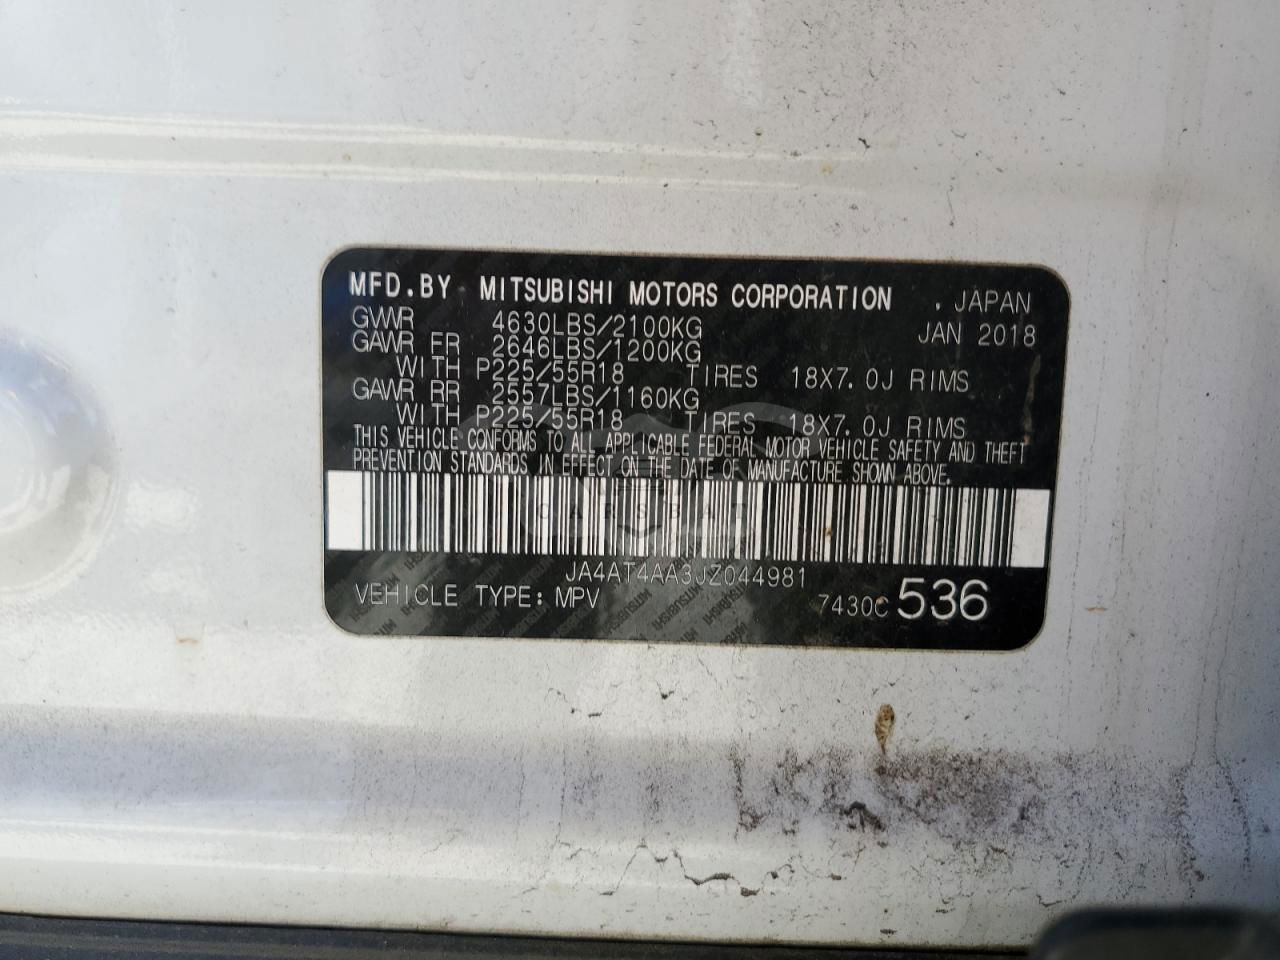 MFD.BY MITSUBISHI MOTORS CORPORATION . JAPAN
GVWR 4630LBS/2100KG JAN 2018
GAWR FR 2646LBS/1200KG
WITH P225/55R18 TIRES 18X7.0J RIMS
GAWR RR 2557LBS/1160KG
WITH P225/55R18 TIRES 18X7.0J RIMS
THIS VEHICLE CONFORMS TO ALL APPLICABLE FEDERAL MOTOR VEHICLE SAFETY AND THEFT
PREVENTION STANDARDS IN EFFECT ON THE DATE OF MANUFACTURE SHOWN ABOVE.
CARSBAT
JA4AT4AA3JZ044981
VEHICLE TYPE: MPV 7430C 536